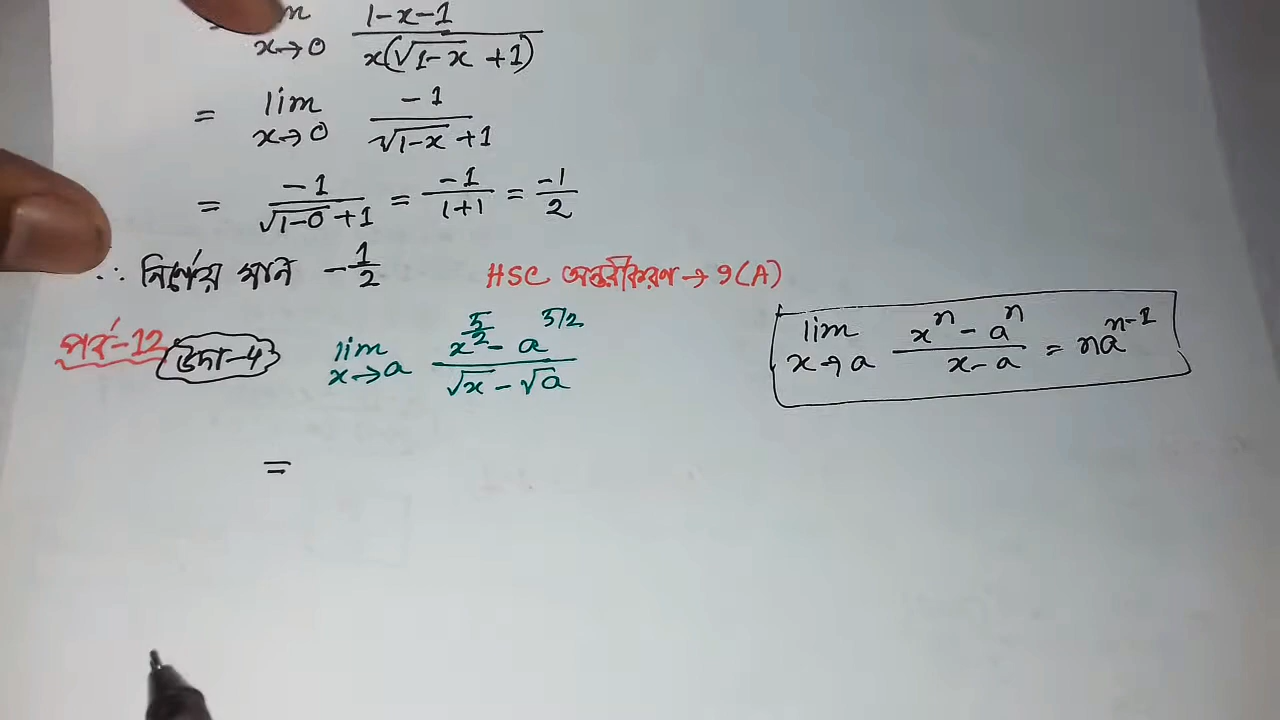 = lim x→0 (1-x-1)/(x(√(1-x) +1))
= lim x→0 -1/(√(1-x) +1)
= -1/(√(1-0) +1) = -1/(1+1) = -1/2
∴ নির্ণেয় মান -1/2
HSC অন্তরীকরণ → 9(A)
পর্ব-12 উদা-4 lim x→a (x^(5/2) - a^(5/2))/(√x - √a)
lim x→a (x^n - a^n)/(x-a) = na^(n-1)
=